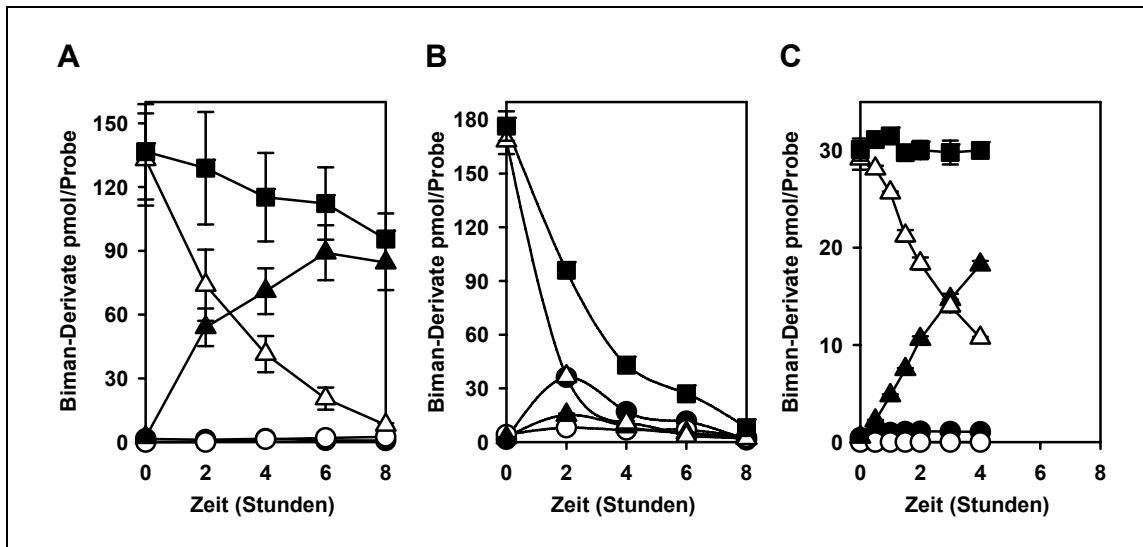 A
B
C
Biman-Derivate pmol/Probe
150
120
90
60
30
0
0 2 4 6 8
Zeit (Stunden)
Biman-Derivate pmol/Probe
180
150
120
90
60
30
0
0 2 4 6 8
Zeit (Stunden)
Biman-Derivate pmol/Probe
30
20
10
0
0 2 4 6 8
Zeit (Stunden)